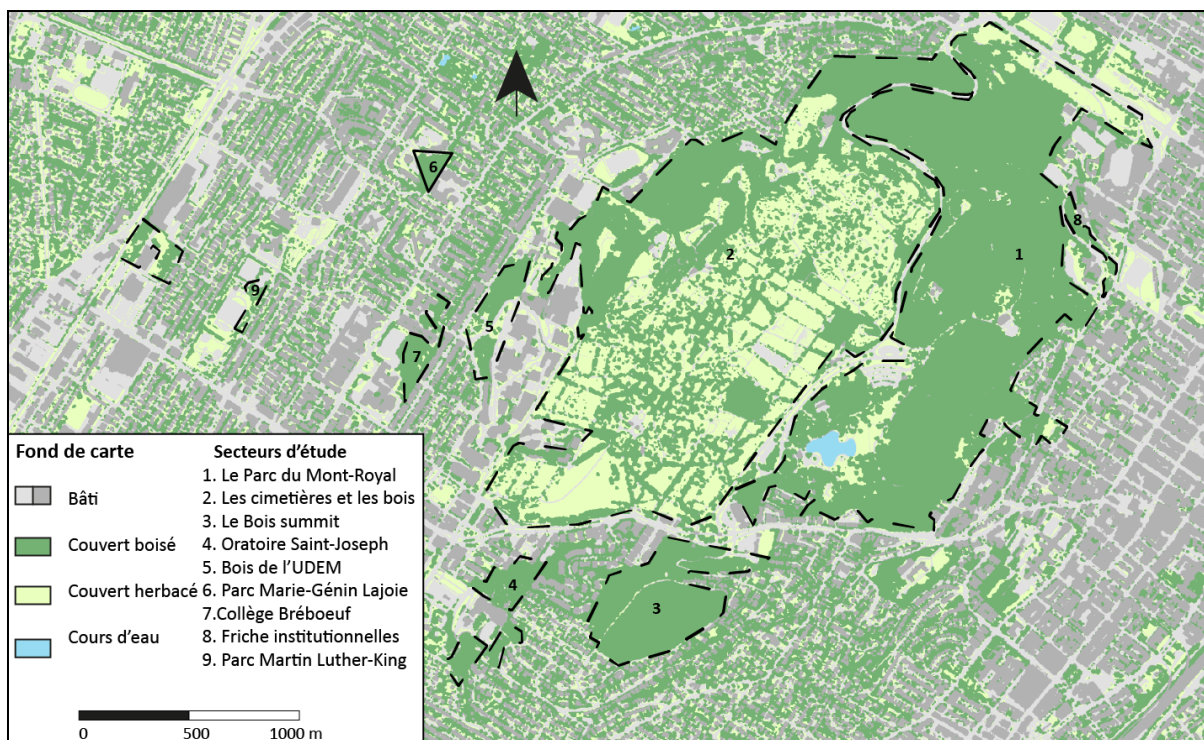 6
2
1
8
9
5
7
4
3
Fond de carte
Bâti
Couvert boisé
Couvert herbacé
Cours d'eau
Secteurs d'étude
1. Le Parc du Mont-Royal
2. Les cimetières et les bois
3. Le Bois summit
4. Oratoire Saint-Joseph
5. Bois de l'UDEM
6. Parc Marie-Génin Lajoie
7.Collège Bréboeuf
8. Friche institutionnelles
9. Parc Martin Luther-King
0 500 1000 m